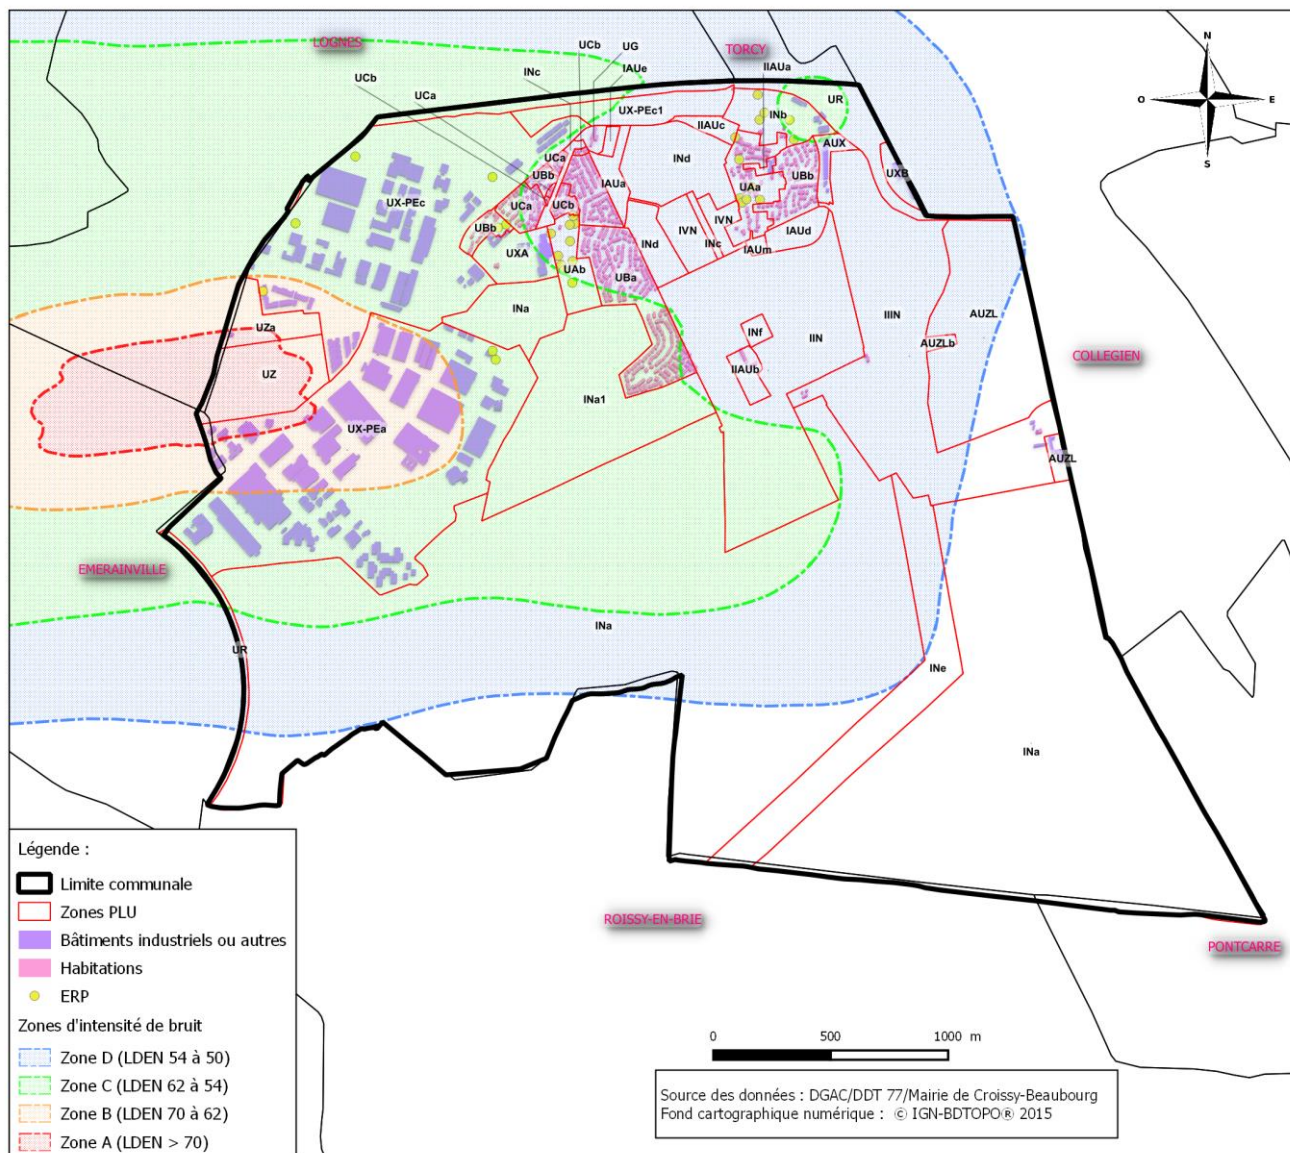 LOGNES
TORCY
UCb
UG
INc
IAUe
IIAUa
UCb
UCa
UR
UX-PEc1
INb
IIAUc
AUX
UCa
INd
UBb
IAUa
UAa
UBb
UXB
UX-PEc
UCa
UCb
IVN
UBb
IVN
IAUd
INd
INc
IAUm
UXA
UAb
UBa
INa
AUZL
UZa
INf
IIN
IIIN
AUZLb
UZ
IIAUb
COLLEGIEN
INa1
UX-PEa
AUZL
EMERAINVILLE
INa
UR
INe
INa
ROISSY-EN-BRIE
PONTCARRE
N
O
E
S
Légende :
Limite communale
Zones PLU
Bâtiments industriels ou autres
Habitations
ERP
Zones d'intensité de bruit
Zone D (LDEN 54 à 50)
Zone C (LDEN 62 à 54)
Zone B (LDEN 70 à 62)
Zone A (LDEN > 70)
0 500 1000 m
Source des données : DGAC/DDT 77/Mairie de Croissy-Beaubourg
Fond cartographique numérique : © IGN-BDTOPO® 2015